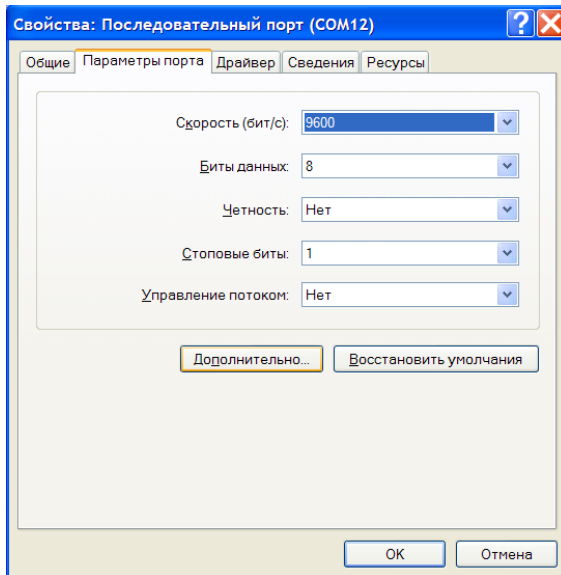 Свойства: Последовательный порт (COM12)
Общие Параметры порта Драйвер Сведения Ресурсы
Скорость (бит/с): 9600
Биты данных: 8
Четность: Нет
Стоповые биты: 1
Управление потоком: Нет
Дополнительно... Восстановить умолчания
OK Отмена